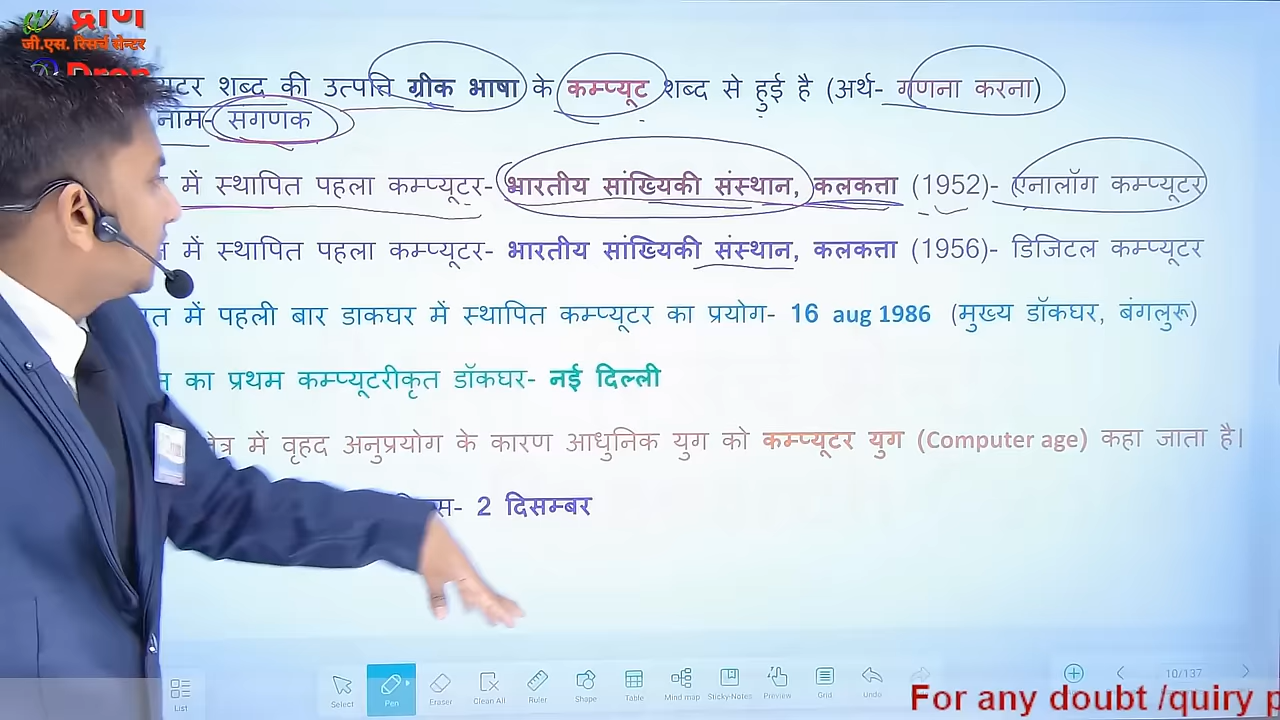 द्रोण
जी.एस. रिसर्च सेन्टर
शब्द की उत्पत्ति ग्रीक भाषा के कम्प्यूट शब्द से हुई है (अर्थ- गणना करना)
नाम- संगणक
में स्थापित पहला कम्प्यूटर- भारतीय सांख्यिकी संस्थान, कलकत्ता (1952)- एनालॉग कम्प्यूटर
में स्थापित पहला कम्प्यूटर- भारतीय सांख्यिकी संस्थान, कलकत्ता (1956)- डिजिटल कम्प्यूटर
में पहली बार डाकघर में स्थापित कम्प्यूटर का प्रयोग- 16 aug 1986 (मुख्य डॉकघर, बंगलुरू)
का प्रथम कम्प्यूटरीकृत डॉकघर- नई दिल्ली
में वृहद अनुप्रयोग के कारण आधुनिक युग को कम्प्यूटर युग (Computer age) कहा जाता है।
2 दिसम्बर
List
Select
Pen
Eraser
Clean All
Ruler
Shape
Table
Mind map
Sticky-Notes
Preview
Grid
Undo
10/137
For any doubt /quiry p